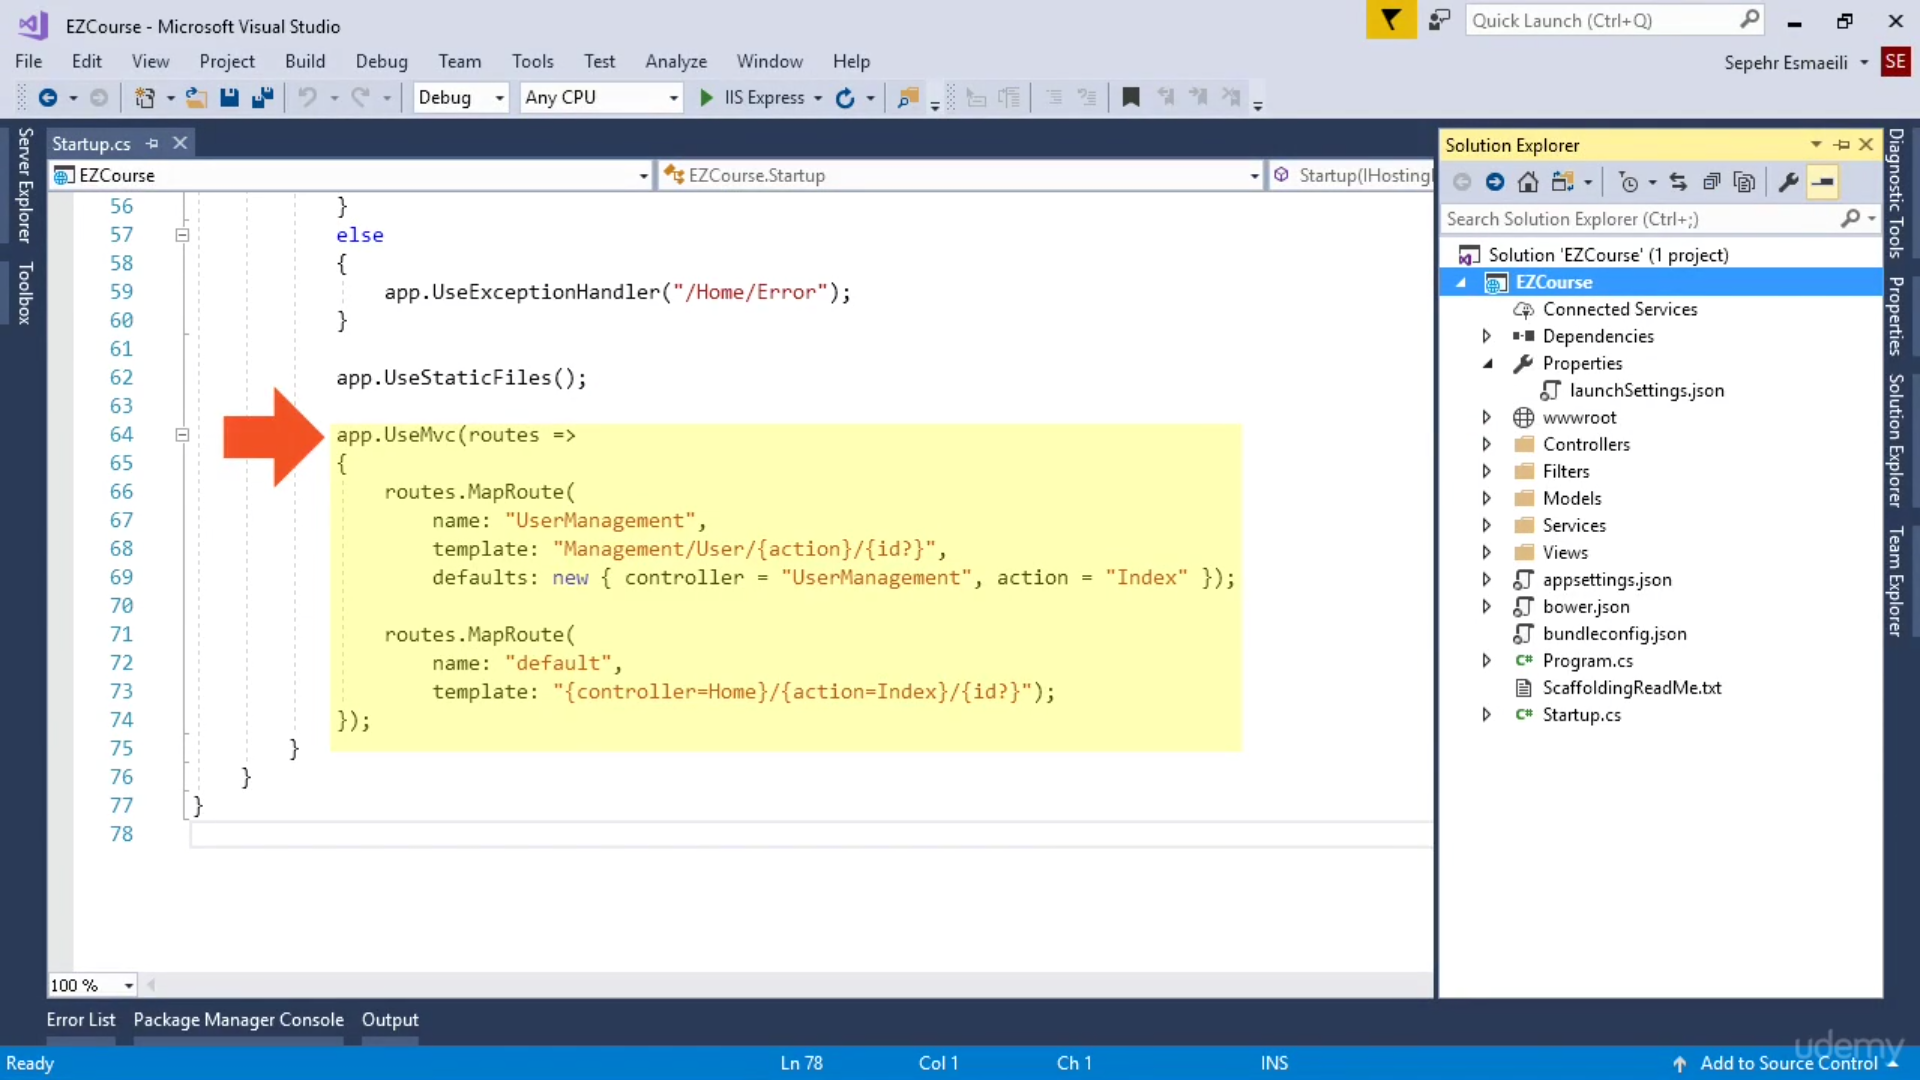 EZCourse - Microsoft Visual Studio
Quick Launch (Ctrl+Q)
File Edit View Project Build Debug Team Tools Test Analyze Window Help
Sepehr Esmaeili SE
Debug Any CPU IIS Express
Server Explorer
Toolbox
Startup.cs
EZCourse
EZCourse.Startup
Startup(IHosting
56 }
57 else
58 {
59 app.UseExceptionHandler("/Home/Error");
60 }
61
62 app.UseStaticFiles();
63
64 app.UseMvc(routes =>
65 {
66 routes.MapRoute(
67 name: "UserManagement",
68 template: "Management/User/{action}/{id?}",
69 defaults: new { controller = "UserManagement", action = "Index" });
70
71 routes.MapRoute(
72 name: "default",
73 template: "{controller=Home}/{action=Index}/{id?}");
74 });
75 }
76 }
77 }
78
100 %
Solution Explorer
Search Solution Explorer (Ctrl+;)
Solution 'EZCourse' (1 project)
EZCourse
Connected Services
Dependencies
Properties
launchSettings.json
wwwroot
Controllers
Filters
Models
Services
Views
appsettings.json
bower.json
bundleconfig.json
C# Program.cs
ScaffoldingReadMe.txt
C# Startup.cs
Diagnostic Tools
Properties
Solution Explorer
Team Explorer
Error List Package Manager Console Output
Ready Ln 78 Col 1 Ch 1 INS Add to Source Control
udemy